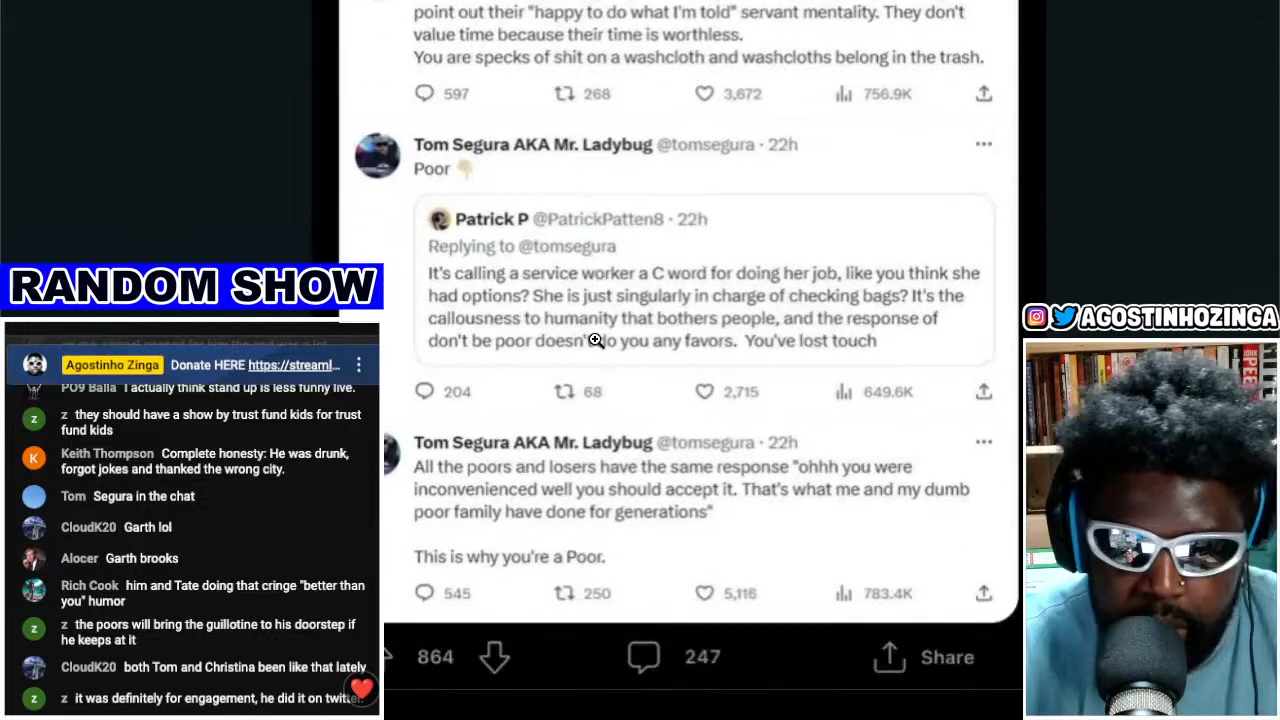 point out their "happy to do what I'm told" servant mentality. They don't
value time because their time is worthless.
You are specks of shit on a washcloth and washcloths belong in the trash.
597 268 3,672 756.9K
Tom Segura AKA Mr. Ladybug @tomsegura · 22h
Poor 👇🏻
Patrick P @PatrickPatten8 · 22h
Replying to @tomsegura
It's calling a service worker a C word for doing her job, like you think she
had options? She is just singularly in charge of checking bags? It's the
callousness to humanity that bothers people, and the response of
don't be poor doesn't do you any favors. You've lost touch
204 68 2,715 649.6K
Tom Segura AKA Mr. Ladybug @tomsegura · 22h
All the poors and losers have the same response "ohhh you were
inconvenienced well you should accept it. That's what me and my dumb
poor family have done for generations"
This is why you're a Poor.
545 250 5,116 783.4K
864 247 Share
RANDOM SHOW
Agostinho Zinga Donate HERE https://streaml...
PO9 Balla I actually think stand up is less funny live.
z they should have a show by trust fund kids for trust
fund kids
Keith Thompson Complete honesty: He was drunk,
forgot jokes and thanked the wrong city.
Tom Segura in the chat
CloudK20 Garth lol
Alocer Garth brooks
Rich Cook him and Tate doing that cringe "better than
you" humor
z the poors will bring the guillotine to his doorstep if
he keeps at it
CloudK20 both Tom and Christina been like that lately
z it was definitely for engagement, he did it on twitter.
@AGOSTINHOZINGA